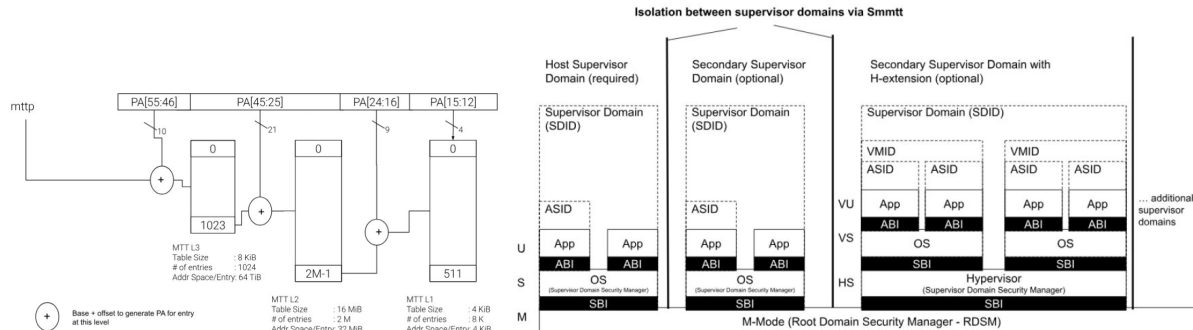 mttp
PA[55:46]
PA[45:25]
PA[24:16]
PA[15:12]
10
21
9
4
0
0
0
+
+
+
1023
2M-1
511
MTT L3
Table Size : 8 KiB
# of entries : 1024
Addr Space/Entry: 64 TiB
MTT L2
Table Size : 16 MiB
# of entries : 2 M
Addr Space/Entry: 32 MiB
MTT L1
Table Size : 4 KiB
# of entries : 8 K
Addr Space/Entry: 4 KiB
+
Base + offset to generate PA for entry
at this level
Isolation between supervisor domains via Smmtt
Host Supervisor
Domain (required)
Supervisor Domain
(SDID)
ASID
App
App
ABI
ABI
OS
(Supervisor Domain Security Manager)
SBI
Secondary Supervisor
Domain (optional)
Supervisor Domain
(SDID)
ASID
App
App
ABI
ABI
OS
(Supervisor Domain Security Manager)
SBI
Secondary Supervisor Domain with
H-extension (optional)
Supervisor Domain (SDID)
VMID
VMID
ASID
ASID
ASID
ASID
App
App
App
App
ABI
ABI
ABI
ABI
OS
OS
SBI
SBI
Hypervisor
(Supervisor Domain Security Manager)
SBI
U
S
M
VU
VS
HS
... additional
supervisor
domains
M-Mode (Root Domain Security Manager - RDSM)